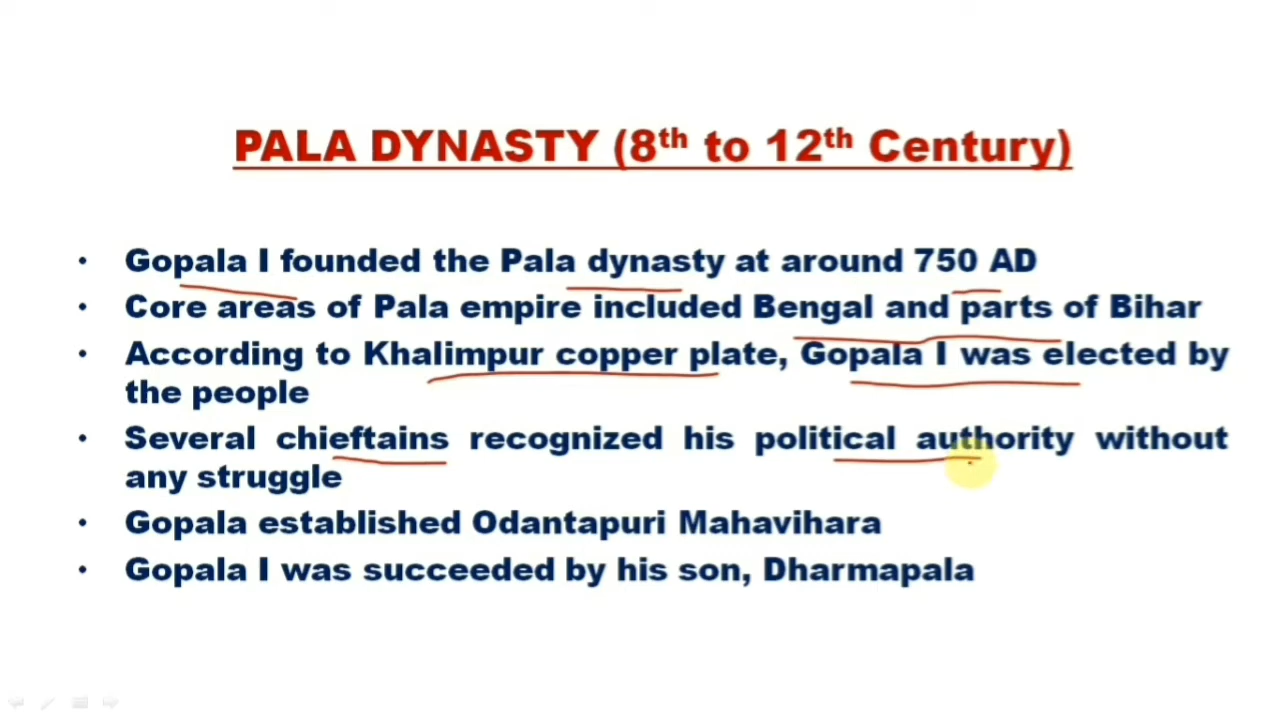 PALA DYNASTY (8th to 12th Century)
• Gopala I founded the Pala dynasty at around 750 AD
• Core areas of Pala empire included Bengal and parts of Bihar
• According to Khalimpur copper plate, Gopala I was elected by
the people
• Several chieftains recognized his political authority without
any struggle
• Gopala established Odantapuri Mahavihara
• Gopala I was succeeded by his son, Dharmapala